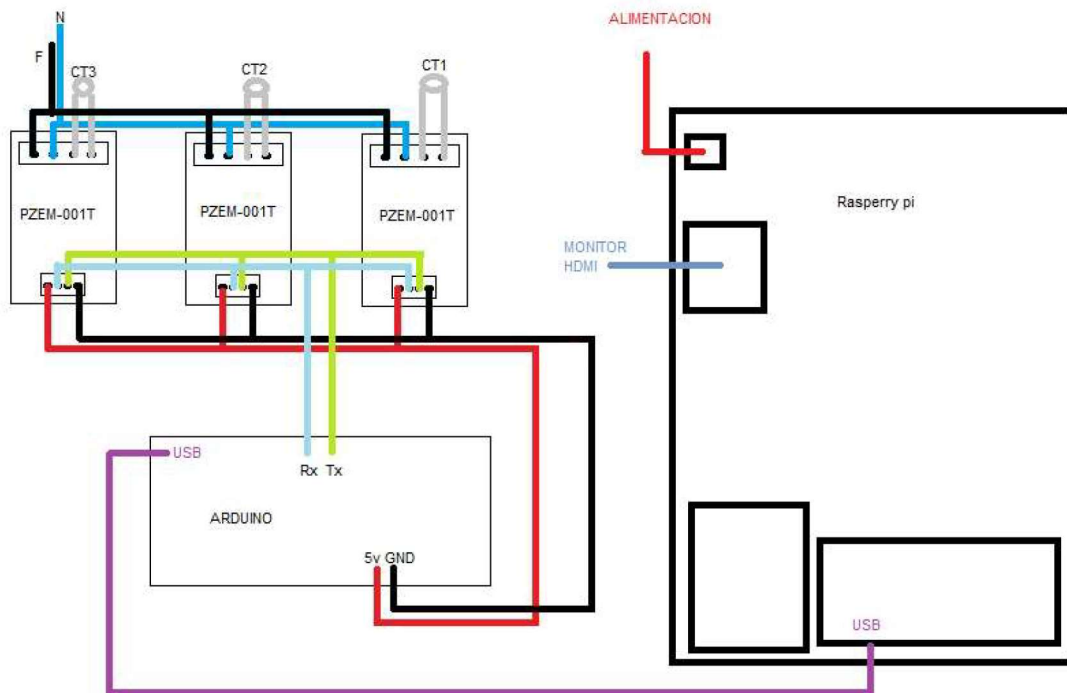 N
ALIMENTACION
F
CT3
CT2
CT1
PZEM-001T
PZEM-001T
PZEM-001T
Rasperry pi
MONITOR
HDMI
USB
Rx Tx
ARDUINO
5v GND
USB